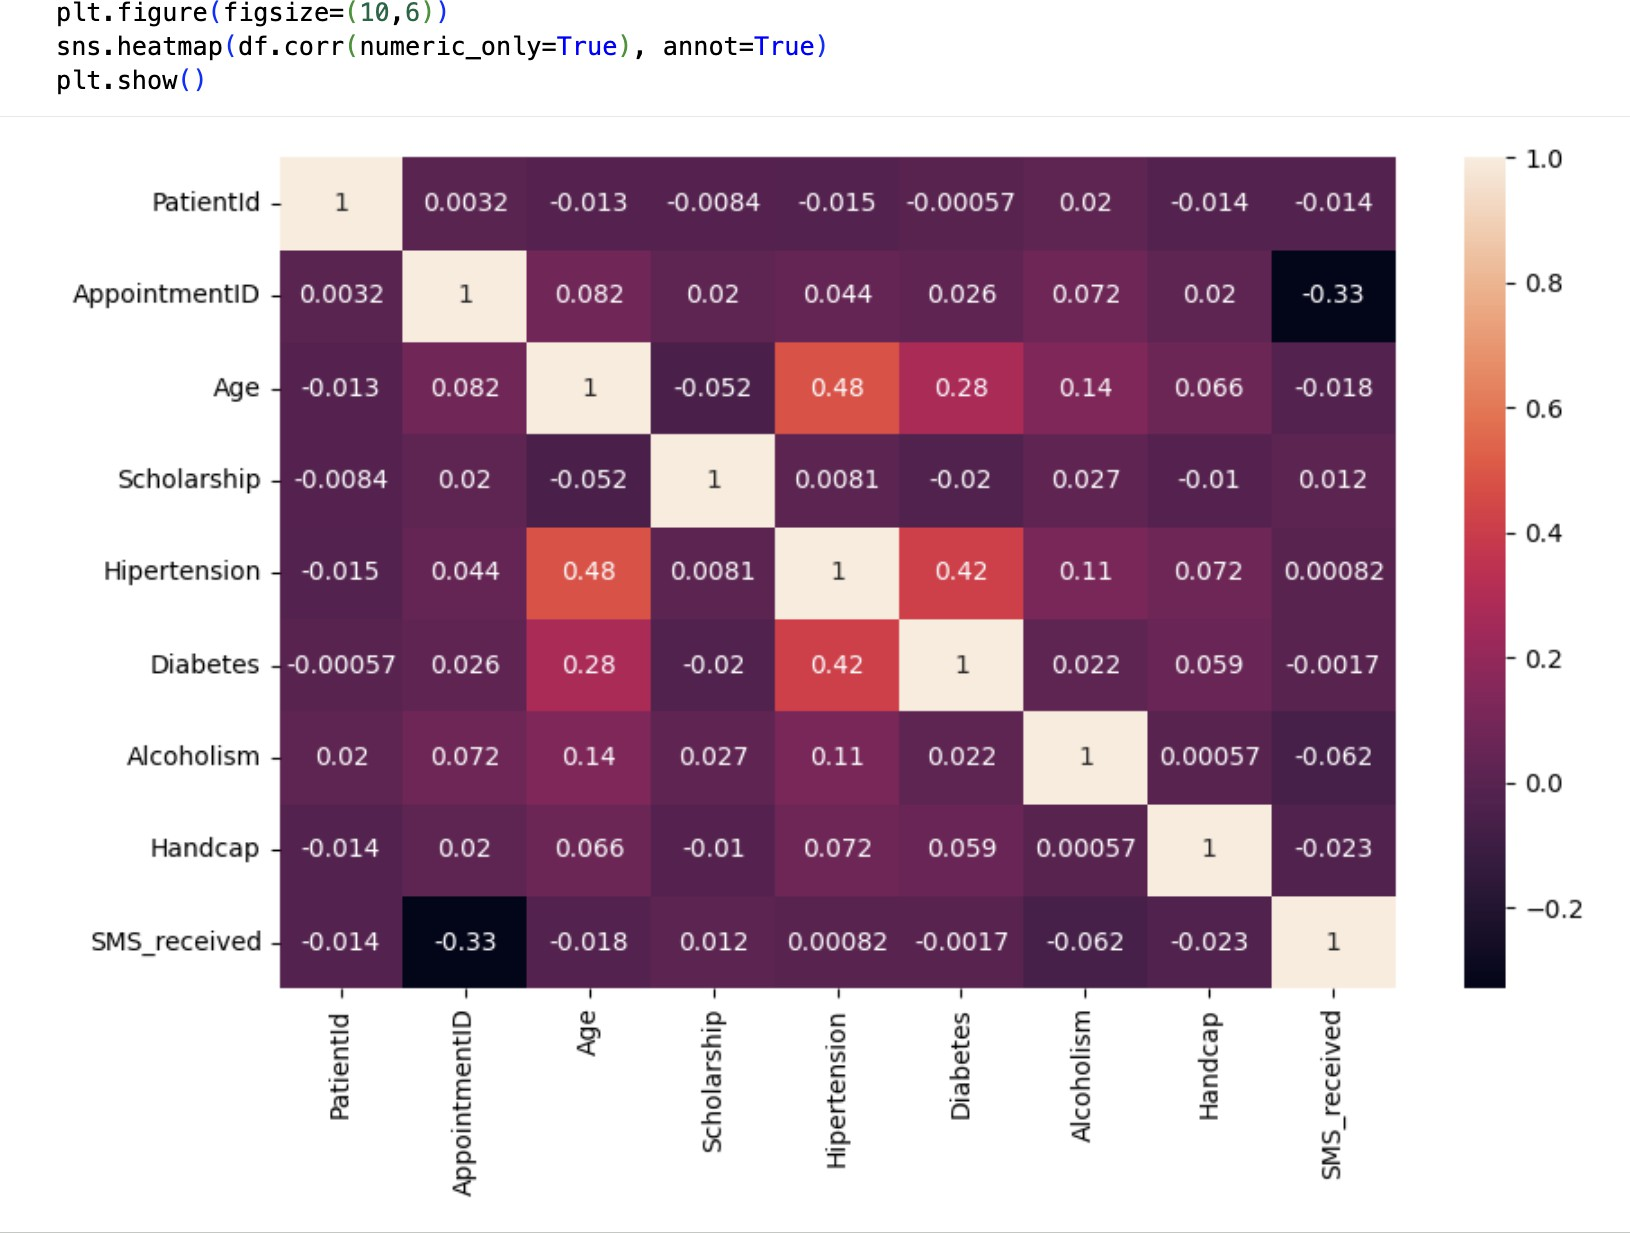 plt.figure(figsize=(10,6))
sns.heatmap(df.corr(numeric_only=True), annot=True)
plt.show()
PatientId 1 0.0032 -0.013 -0.0084 -0.015 -0.00057 0.02 -0.014 -0.014
AppointmentID 0.0032 1 0.082 0.02 0.044 0.026 0.072 0.02 -0.33
Age -0.013 0.082 1 -0.052 0.48 0.28 0.14 0.066 -0.018
Scholarship -0.0084 0.02 -0.052 1 0.0081 -0.02 0.027 -0.01 0.012
Hipertension -0.015 0.044 0.48 0.0081 1 0.42 0.11 0.072 0.00082
Diabetes -0.00057 0.026 0.28 -0.02 0.42 1 0.022 0.059 -0.0017
Alcoholism 0.02 0.072 0.14 0.027 0.11 0.022 1 0.00057 -0.062
Handcap -0.014 0.02 0.066 -0.01 0.072 0.059 0.00057 1 -0.023
SMS_received -0.014 -0.33 -0.018 0.012 0.00082 -0.0017 -0.062 -0.023 1
PatientId
AppointmentID
Age
Scholarship
Hipertension
Diabetes
Alcoholism
Handcap
SMS_received
1.0
0.8
0.6
0.4
0.2
0.0
−0.2